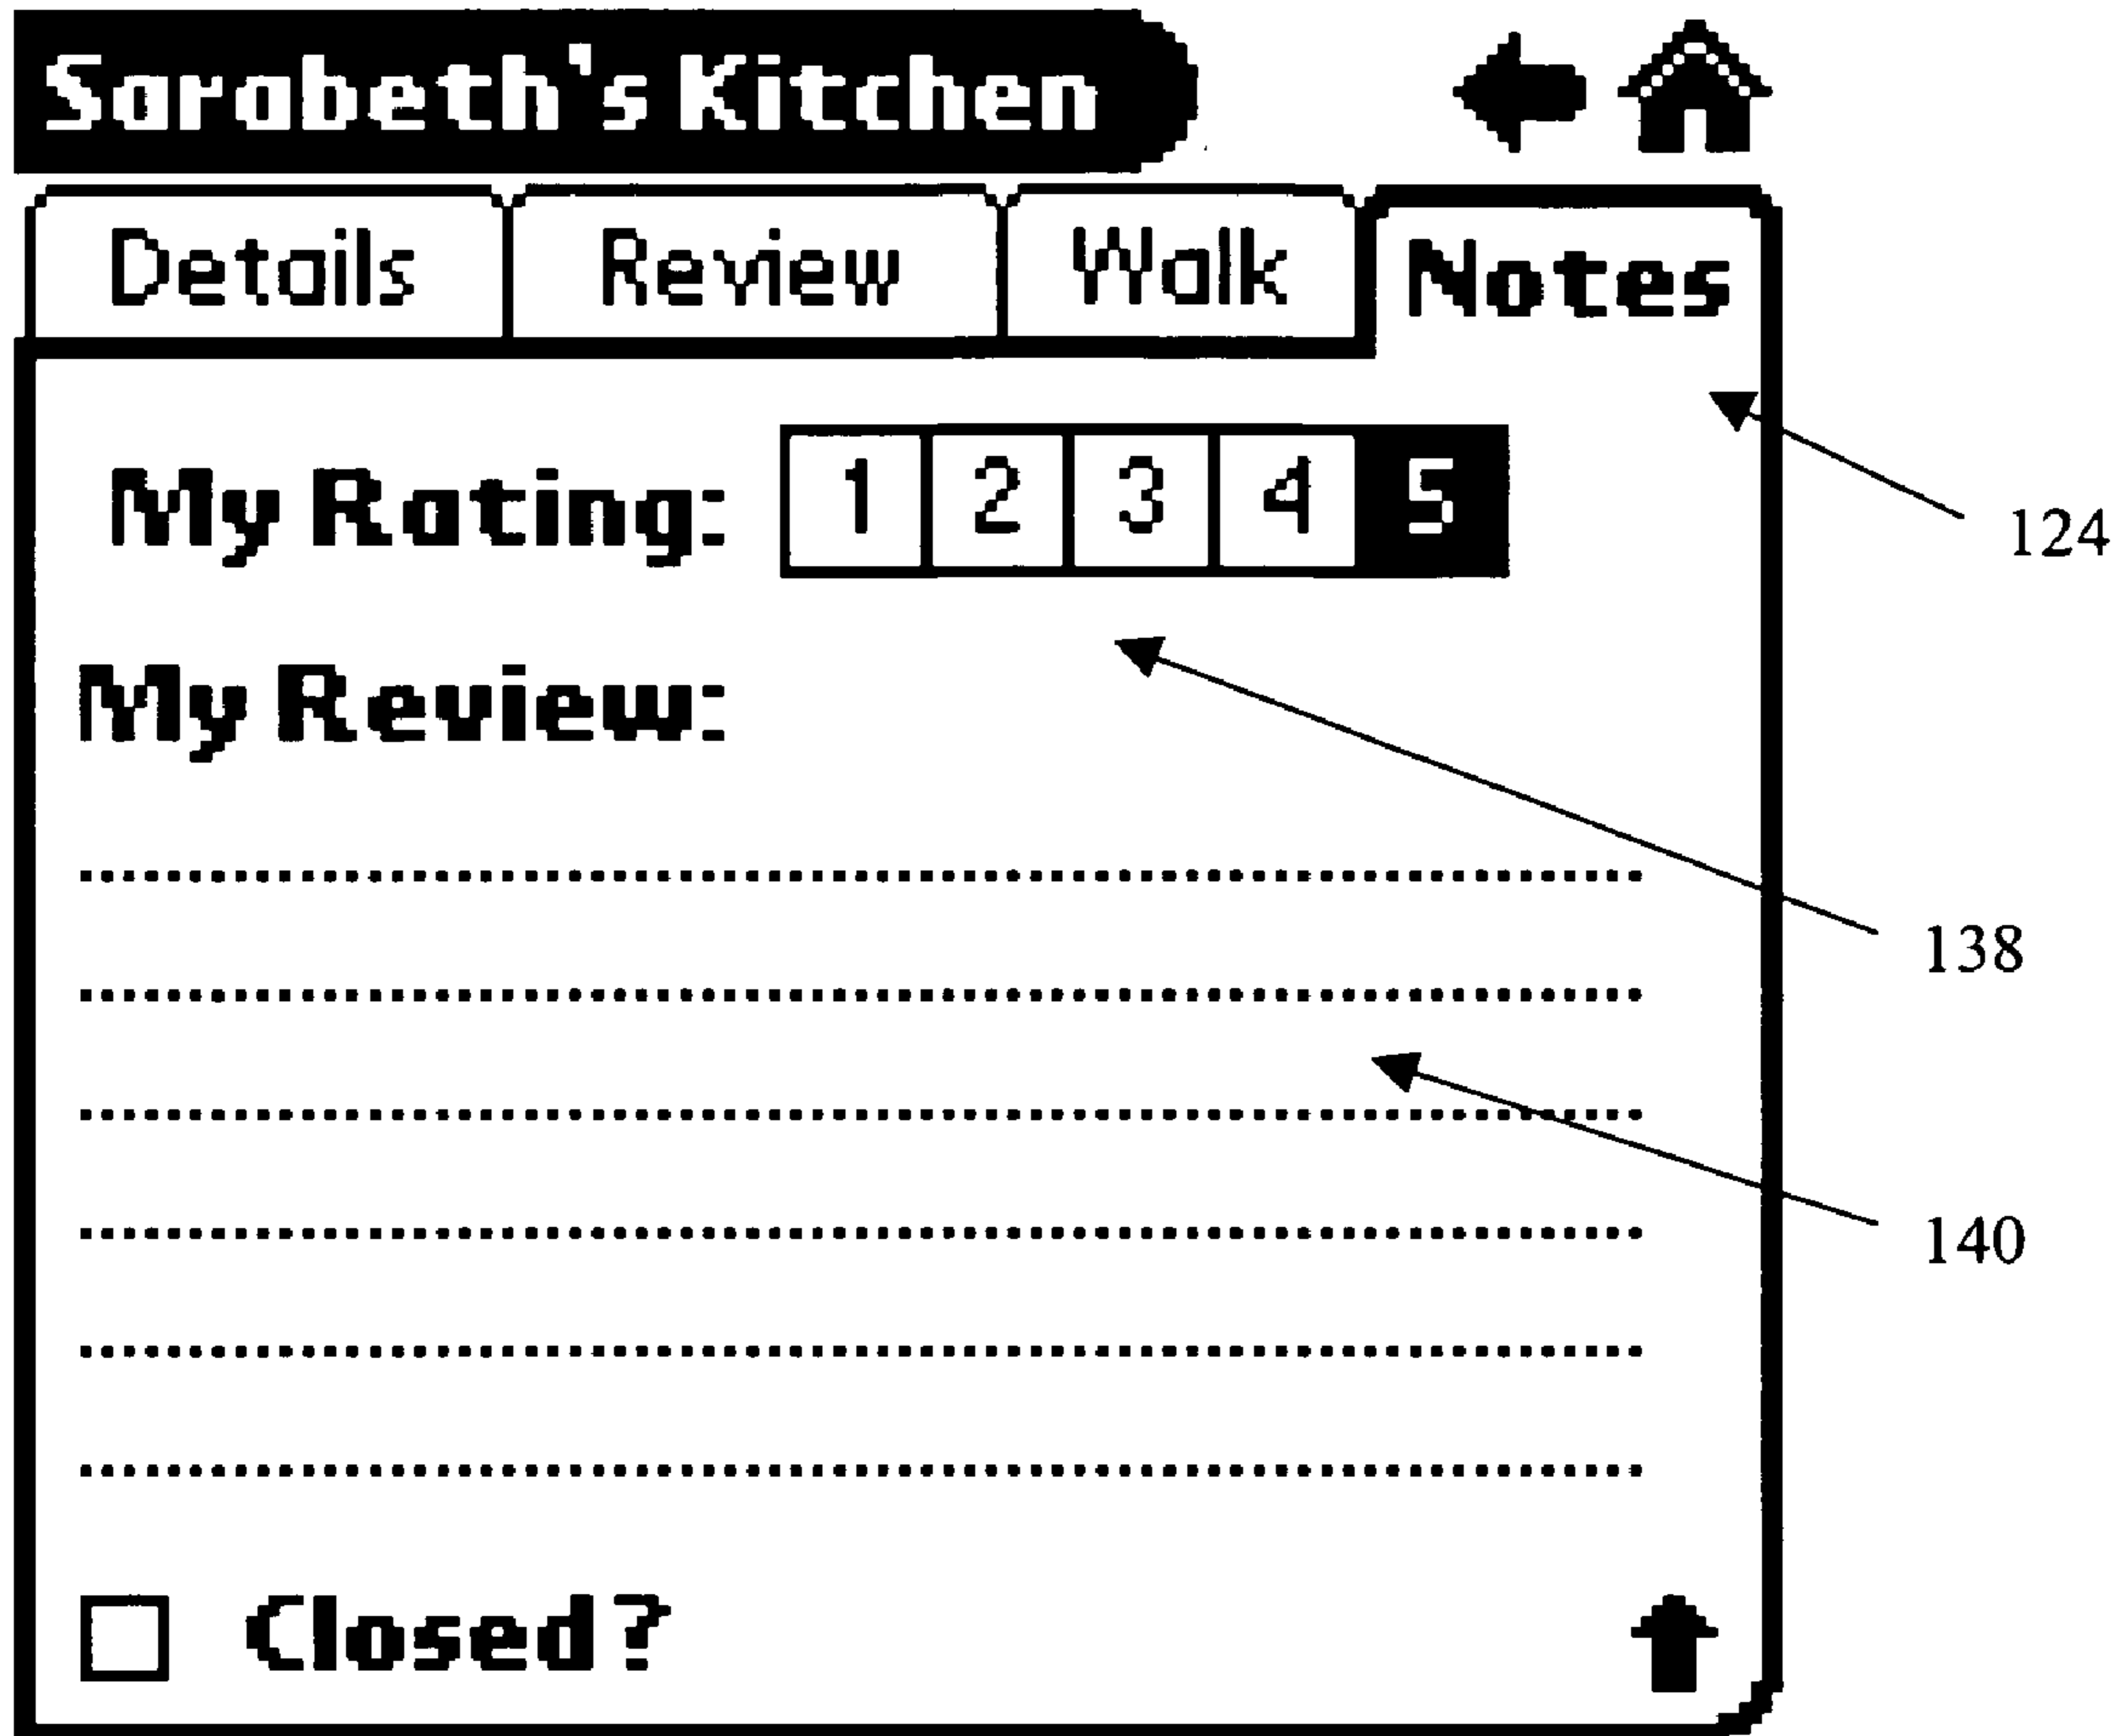 Sarabeth's Kitchen
Details Review Walk Notes
My Rating: 1 2 3 4 5
124
My Review:
138
140
Closed?